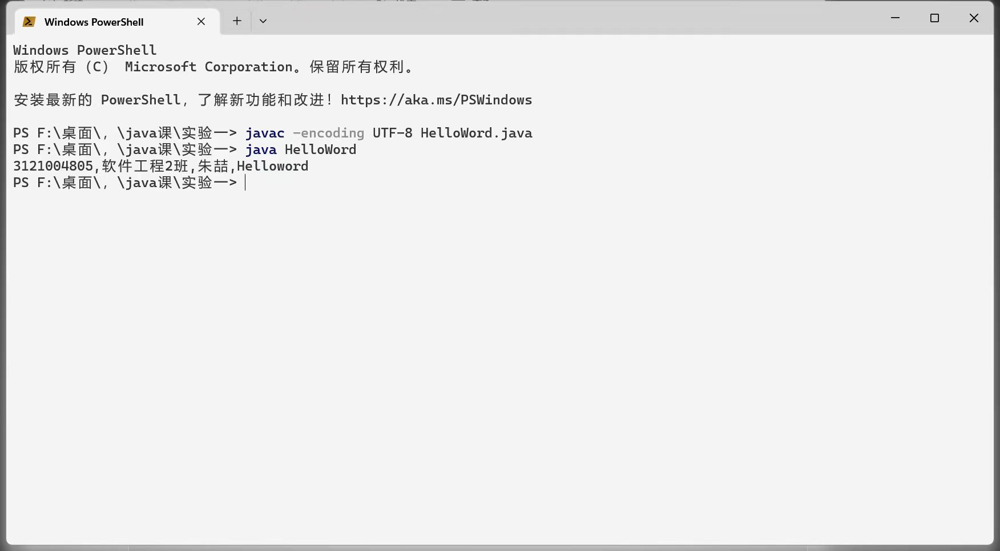 Windows PowerShell
Windows PowerShell
版权所有 (C) Microsoft Corporation。保留所有权利。
安装最新的 PowerShell，了解新功能和改进！https://aka.ms/PSWindows
PS F:\桌面\，\java课\实验一> javac -encoding UTF-8 HelloWord.java
PS F:\桌面\，\java课\实验一> java HelloWord
3121004805,软件工程2班,朱喆,Helloword
PS F:\桌面\，\java课\实验一>